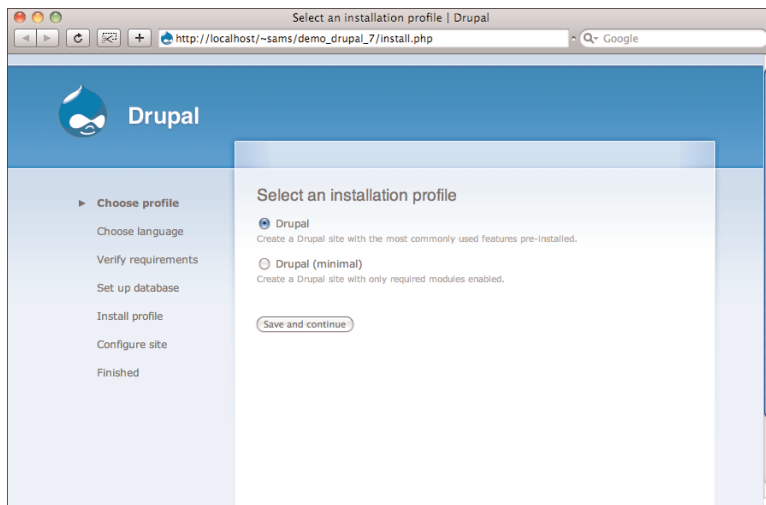 Select an installation profile | Drupal
http://localhost/~sams/demo_drupal_7/install.php
Google
Drupal
Choose profile
Choose language
Verify requirements
Set up database
Install profile
Configure site
Finished
Select an installation profile
Drupal
Create a Drupal site with the most commonly used features pre-installed.
Drupal (minimal)
Create a Drupal site with only required modules enabled.
Save and continue